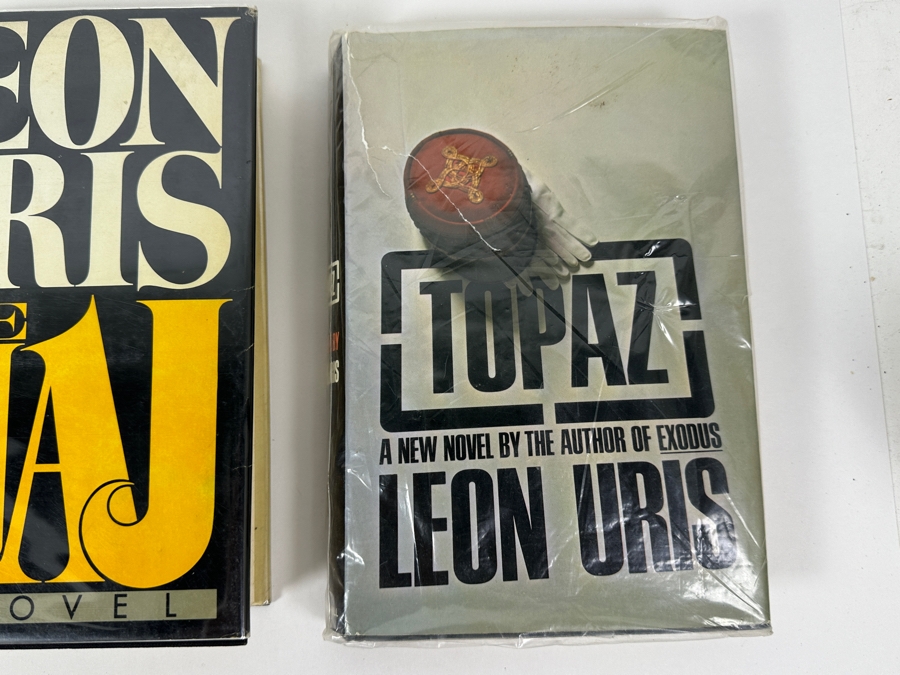 EON
RIS
E
AJ
OVEL
TOPAZ
A NEW NOVEL BY THE AUTHOR OF EXODUS
LEON URIS